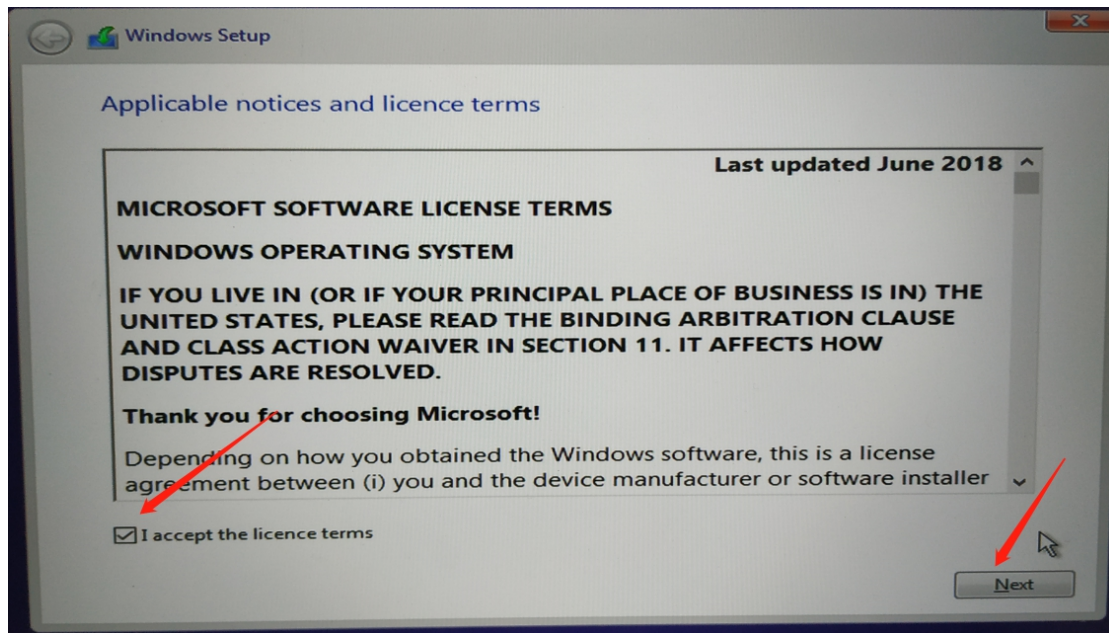 Windows Setup
Applicable notices and licence terms
Last updated June 2018
MICROSOFT SOFTWARE LICENSE TERMS
WINDOWS OPERATING SYSTEM
IF YOU LIVE IN (OR IF YOUR PRINCIPAL PLACE OF BUSINESS IS IN) THE
UNITED STATES, PLEASE READ THE BINDING ARBITRATION CLAUSE
AND CLASS ACTION WAIVER IN SECTION 11. IT AFFECTS HOW
DISPUTES ARE RESOLVED.
Thank you for choosing Microsoft!
Depending on how you obtained the Windows software, this is a license
agreement between (i) you and the device manufacturer or software installer
I accept the licence terms
Next